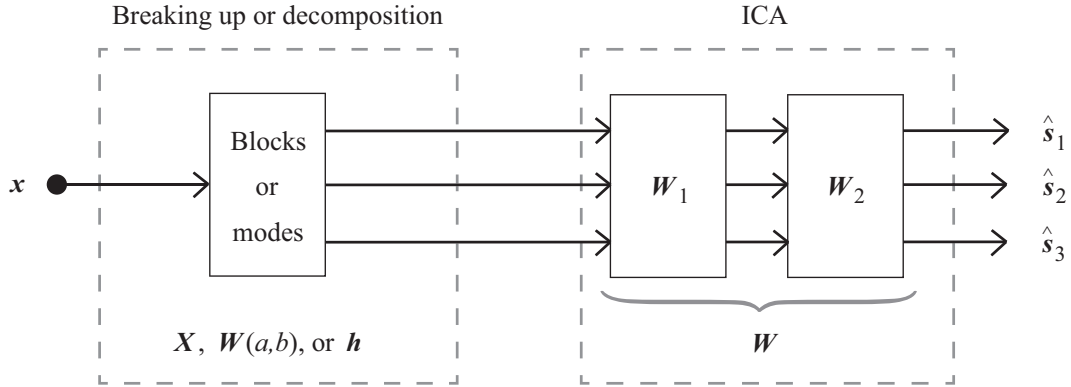 Breaking up or decomposition
ICA
Blocks
or
modes
x
W₁
W₂
ŝ₁
ŝ₂
ŝ₃
X, W(a,b), or h
W